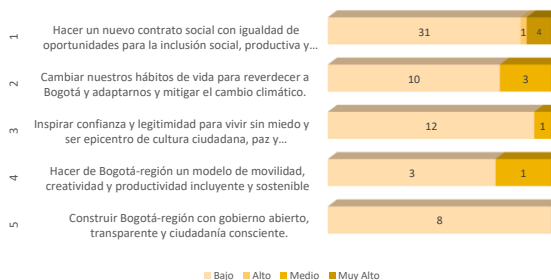 1
Hacer un nuevo contrato social con igualdad de
oportunidades para la inclusión social, productiva y…
31
1
4
2
Cambiar nuestros hábitos de vida para reverdecer a
Bogotá y adaptarnos y mitigar el cambio climático.
10
3
3
Inspirar confianza y legitimidad para vivir sin miedo y
ser epicentro de cultura ciudadana, paz y…
12
1
4
Hacer de Bogotá-región un modelo de movilidad,
creatividad y productividad incluyente y sostenible
3
1
5
Construir Bogotá-región con gobierno abierto,
transparente y ciudadanía consciente.
8
Bajo Alto Medio Muy Alto